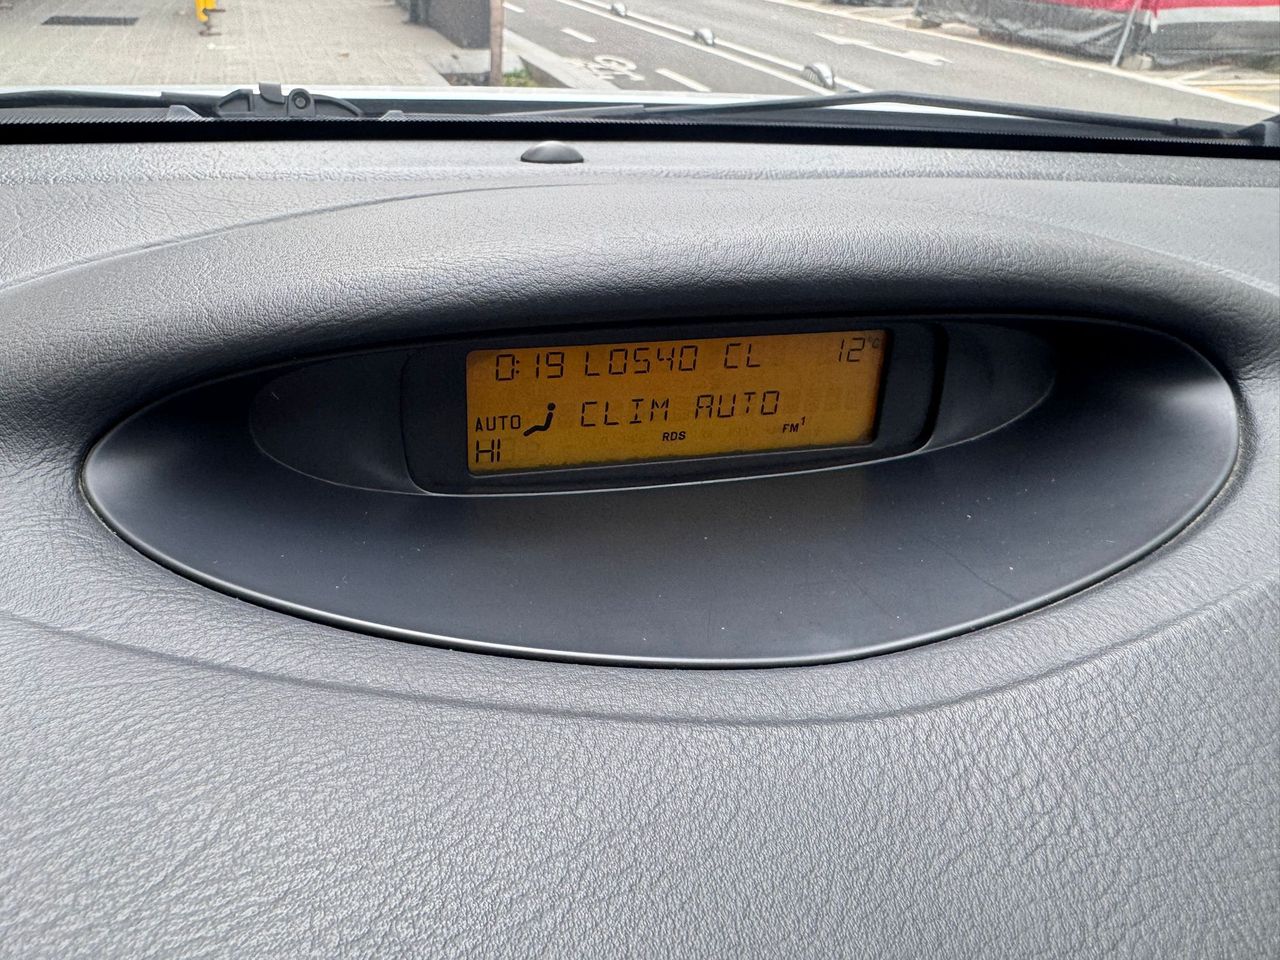 0:19 LOS40 CL 12°C
AUTO CLIM AUTO
HI RDS FM1